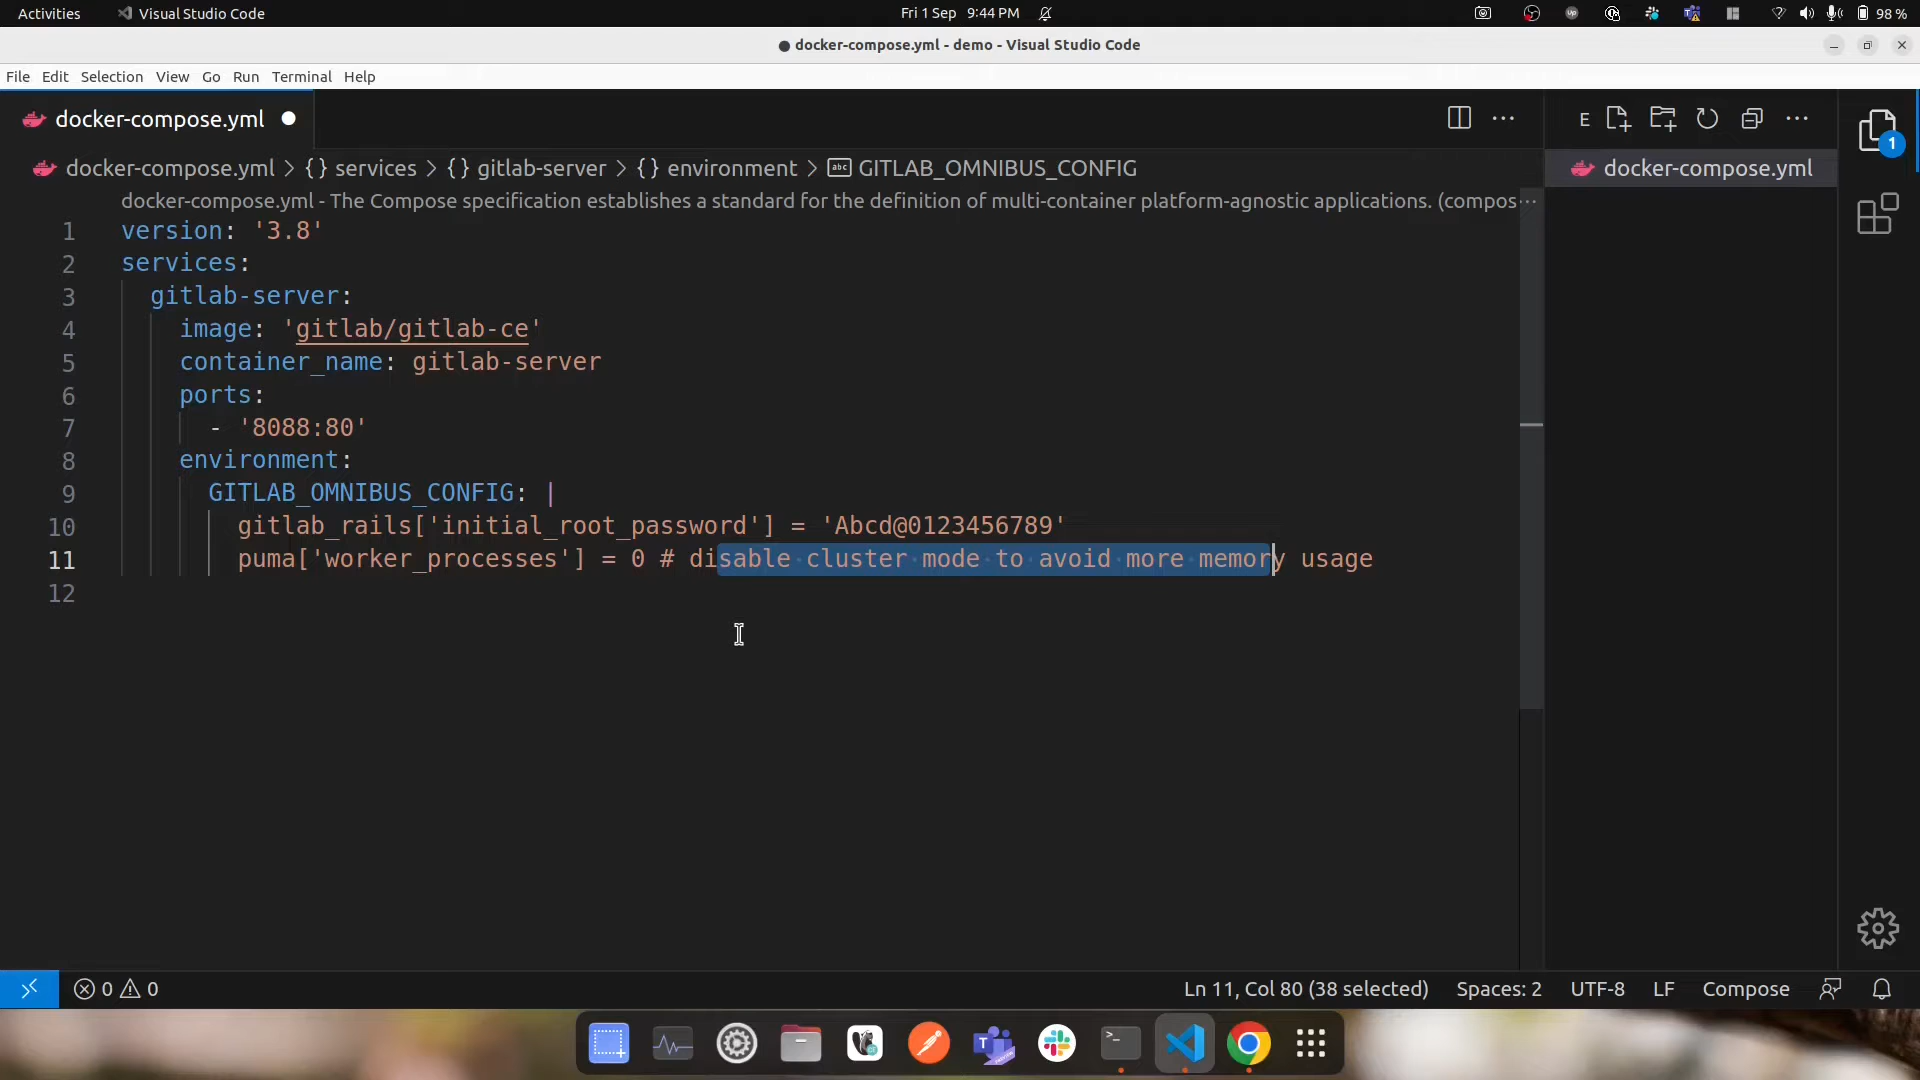 Activities Visual Studio Code Fri 1 Sep 9:44 PM 98 %
docker-compose.yml - demo - Visual Studio Code
File Edit Selection View Go Run Terminal Help
docker-compose.yml E
docker-compose.yml > {} services > {} gitlab-server > {} environment > abc GITLAB_OMNIBUS_CONFIG docker-compose.yml
docker-compose.yml - The Compose specification establishes a standard for the definition of multi-container platform-agnostic applications. (compos···
1 version: '3.8'
2 services:
3 gitlab-server:
4 image: 'gitlab/gitlab-ce'
5 container_name: gitlab-server
6 ports:
7 - '8088:80'
8 environment:
9 GITLAB_OMNIBUS_CONFIG: |
10 gitlab_rails['initial_root_password'] = 'Abcd@0123456789'
11 puma['worker_processes'] = 0 # disable cluster mode to avoid more memory usage
12
1
0 0 Ln 11, Col 80 (38 selected) Spaces: 2 UTF-8 LF Compose